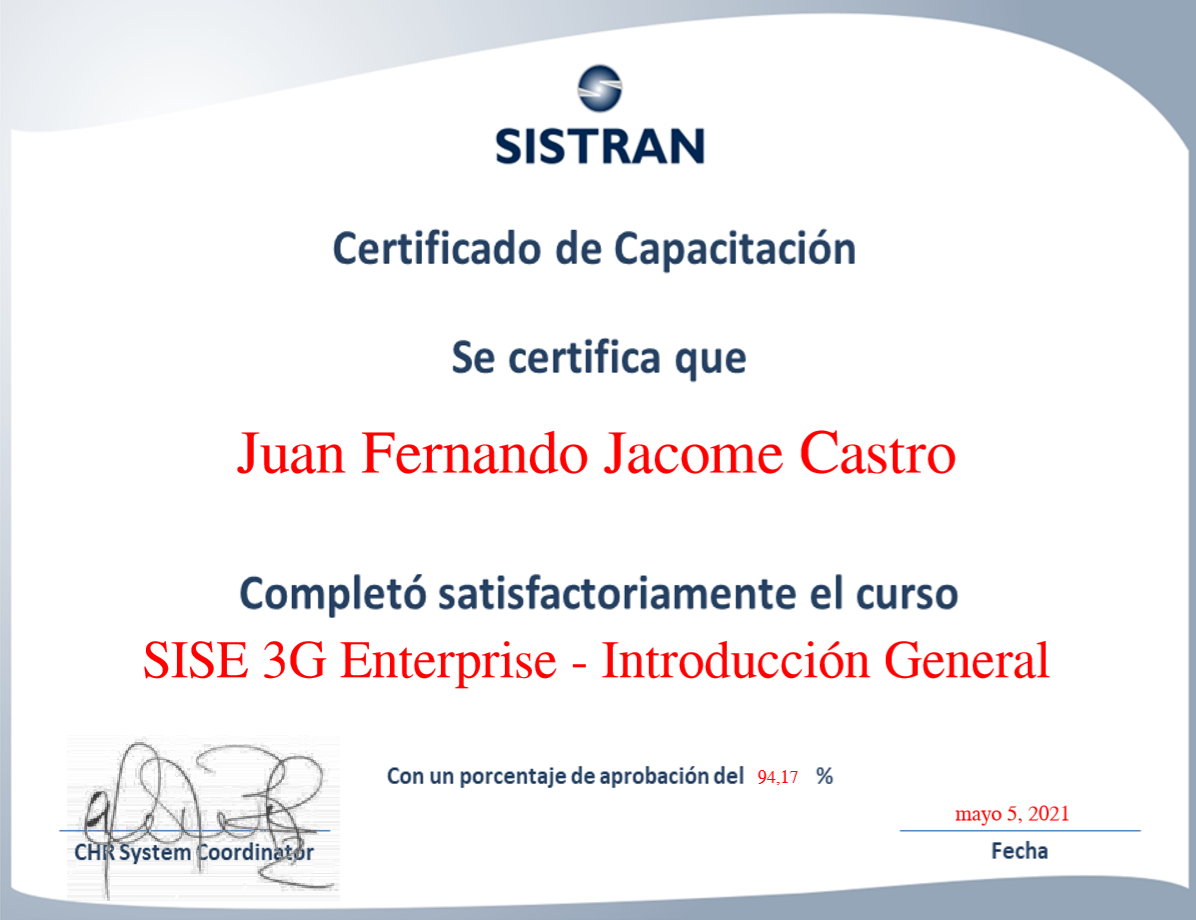 SISTRAN
Certificado de Capacitación
Se certifica que
Juan Fernando Jacome Castro
Completó satisfactoriamente el curso
SISE 3G Enterprise - Introducción General
Con un porcentaje de aprobación del 94,17 %
mayo 5, 2021
CHR System Coordinator
Fecha